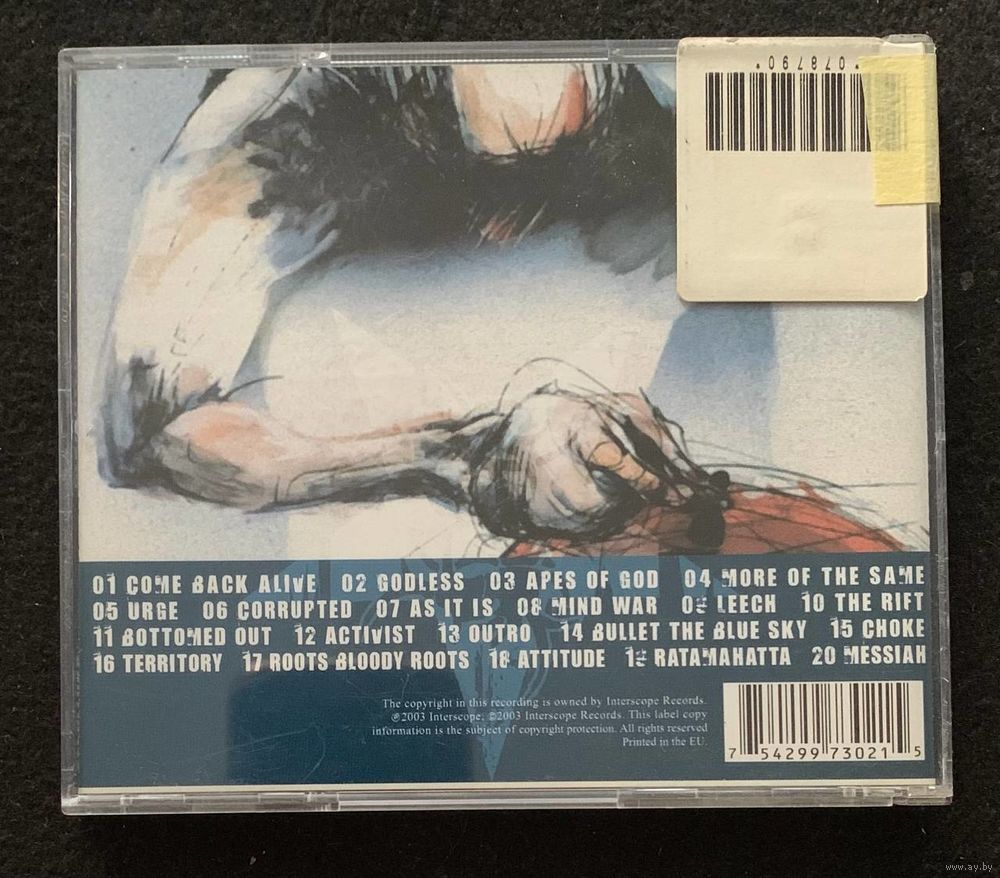 *078790*
01 COME BACK ALIVE 02 GODLESS 03 APES OF GOD 04 MORE OF THE SAME
05 URGE 06 CORRUPTED 07 AS IT IS 08 MIND WAR 09 LEECH 10 THE RIFT
11 BOTTOMED OUT 12 ACTIVIST 13 OUTRO 14 BULLET THE BLUE SKY 15 CHOKE
16 TERRITORY 17 ROOTS BLOODY ROOTS 18 ATTITUDE 19 RATAMAHATTA 20 MESSIAH
The copyright in this recording is owned by Interscope Records.
℗2003 Interscope. ©2003 Interscope Records. This label copy
information is the subject of copyright protection. All rights reserved
Printed in the EU.
7 54299 73021 5
www.ay.by